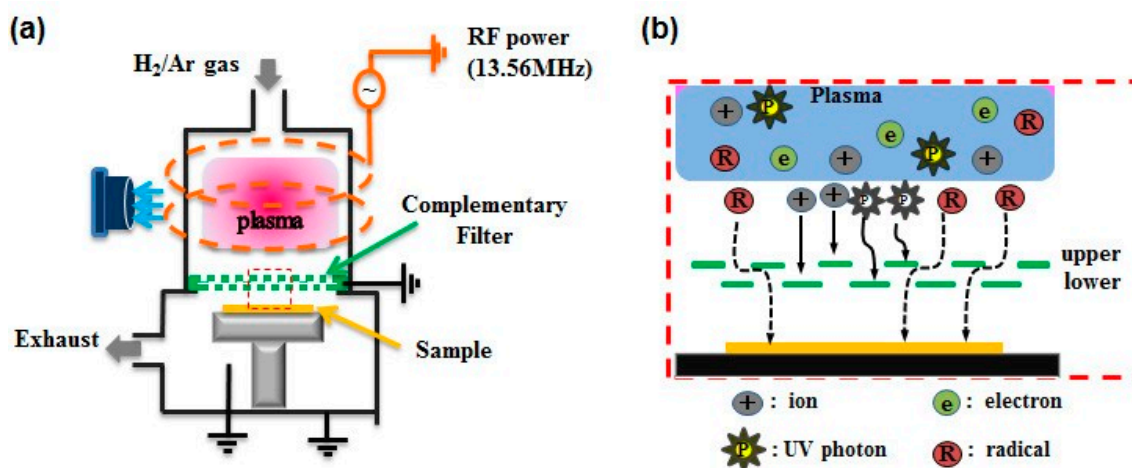 (a)
H₂/Ar gas
RF power
(13.56MHz)
~
plasma
Complementary
Filter
Exhaust
Sample
(b)
Plasma
+ P e R
R e + P +
R + + P P R R
upper
lower
+ : ion
e : electron
P : UV photon
R : radical